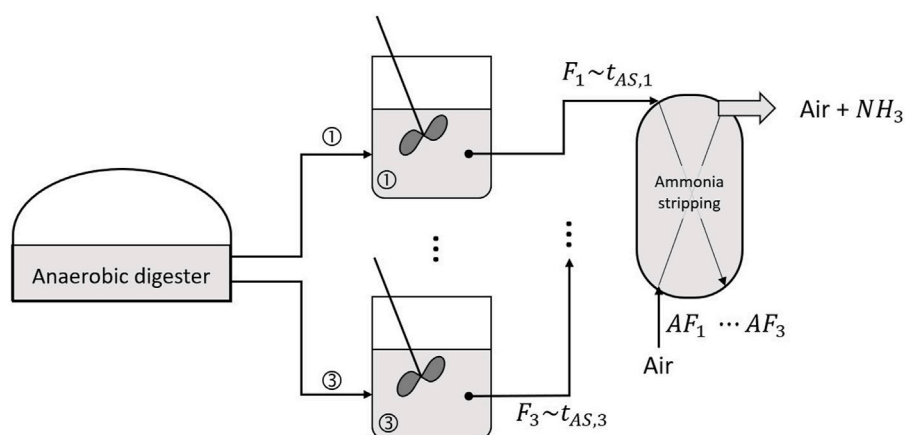 F₁~t_AS,1
Air + NH₃
①
①
Ammonia
stripping
Anaerobic digester
AF₁ ⋯ AF₃
Air
③
③
F₃~t_AS,3